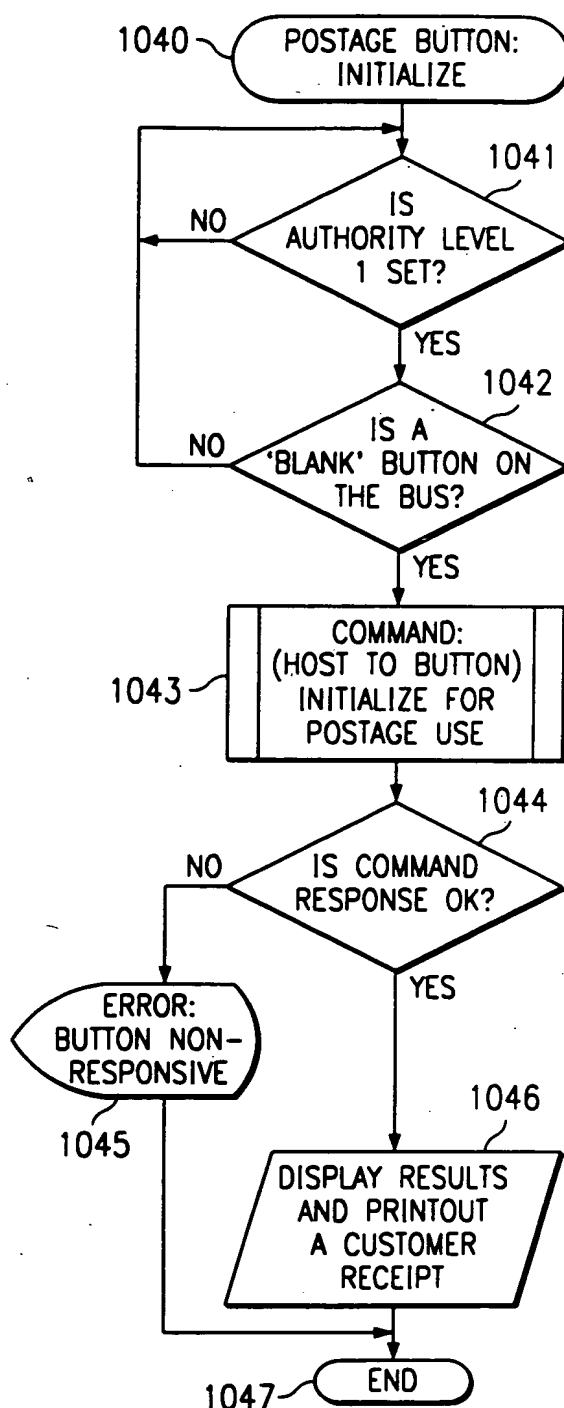 1040
POSTAGE BUTTON:
INITIALIZE
1041
IS
AUTHORITY LEVEL
1 SET?
NO
YES
1042
IS A
'BLANK' BUTTON ON
THE BUS?
NO
YES
1043
COMMAND:
(HOST TO BUTTON)
INITIALIZE FOR
POSTAGE USE
1044
IS COMMAND
RESPONSE OK?
NO
YES
ERROR:
BUTTON NON-
RESPONSIVE
1045
1046
DISPLAY RESULTS
AND PRINTOUT
A CUSTOMER
RECEIPT
END
1047